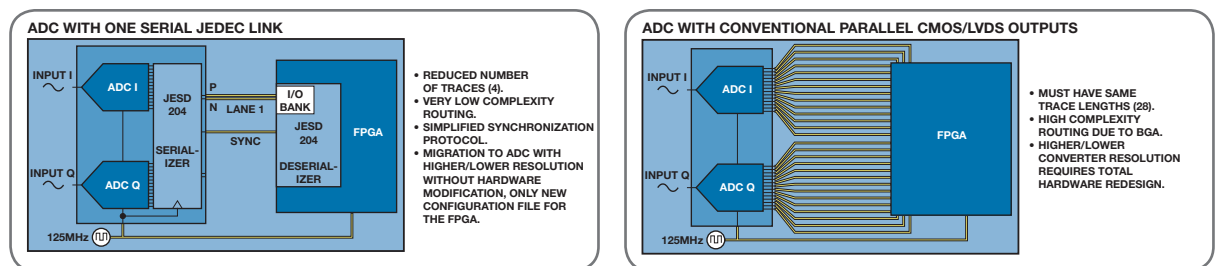 ADC WITH ONE SERIAL JEDEC LINK
INPUT I
ADC I
JESD
204
SERIAL-
IZER
P
N
LANE 1
SYNC
I/O
BANK
JESD
204
DESERIAL-
IZER
FPGA
INPUT Q
ADC Q
125MHz
• REDUCED NUMBER
OF TRACES (4).
• VERY LOW COMPLEXITY
ROUTING.
• SIMPLIFIED SYNCHRONIZATION
PROTOCOL.
• MIGRATION TO ADC WITH
HIGHER/LOWER RESOLUTION
WITHOUT HARDWARE
MODIFICATION, ONLY NEW
CONFIGURATION FILE FOR
THE FPGA.
ADC WITH CONVENTIONAL PARALLEL CMOS/LVDS OUTPUTS
INPUT I
ADC I
FPGA
INPUT Q
ADC Q
125MHz
• MUST HAVE SAME
TRACE LENGTHS (28).
• HIGH COMPLEXITY
ROUTING DUE TO BGA.
• HIGHER/LOWER
CONVERTER RESOLUTION
REQUIRES TOTAL
HARDWARE REDESIGN.